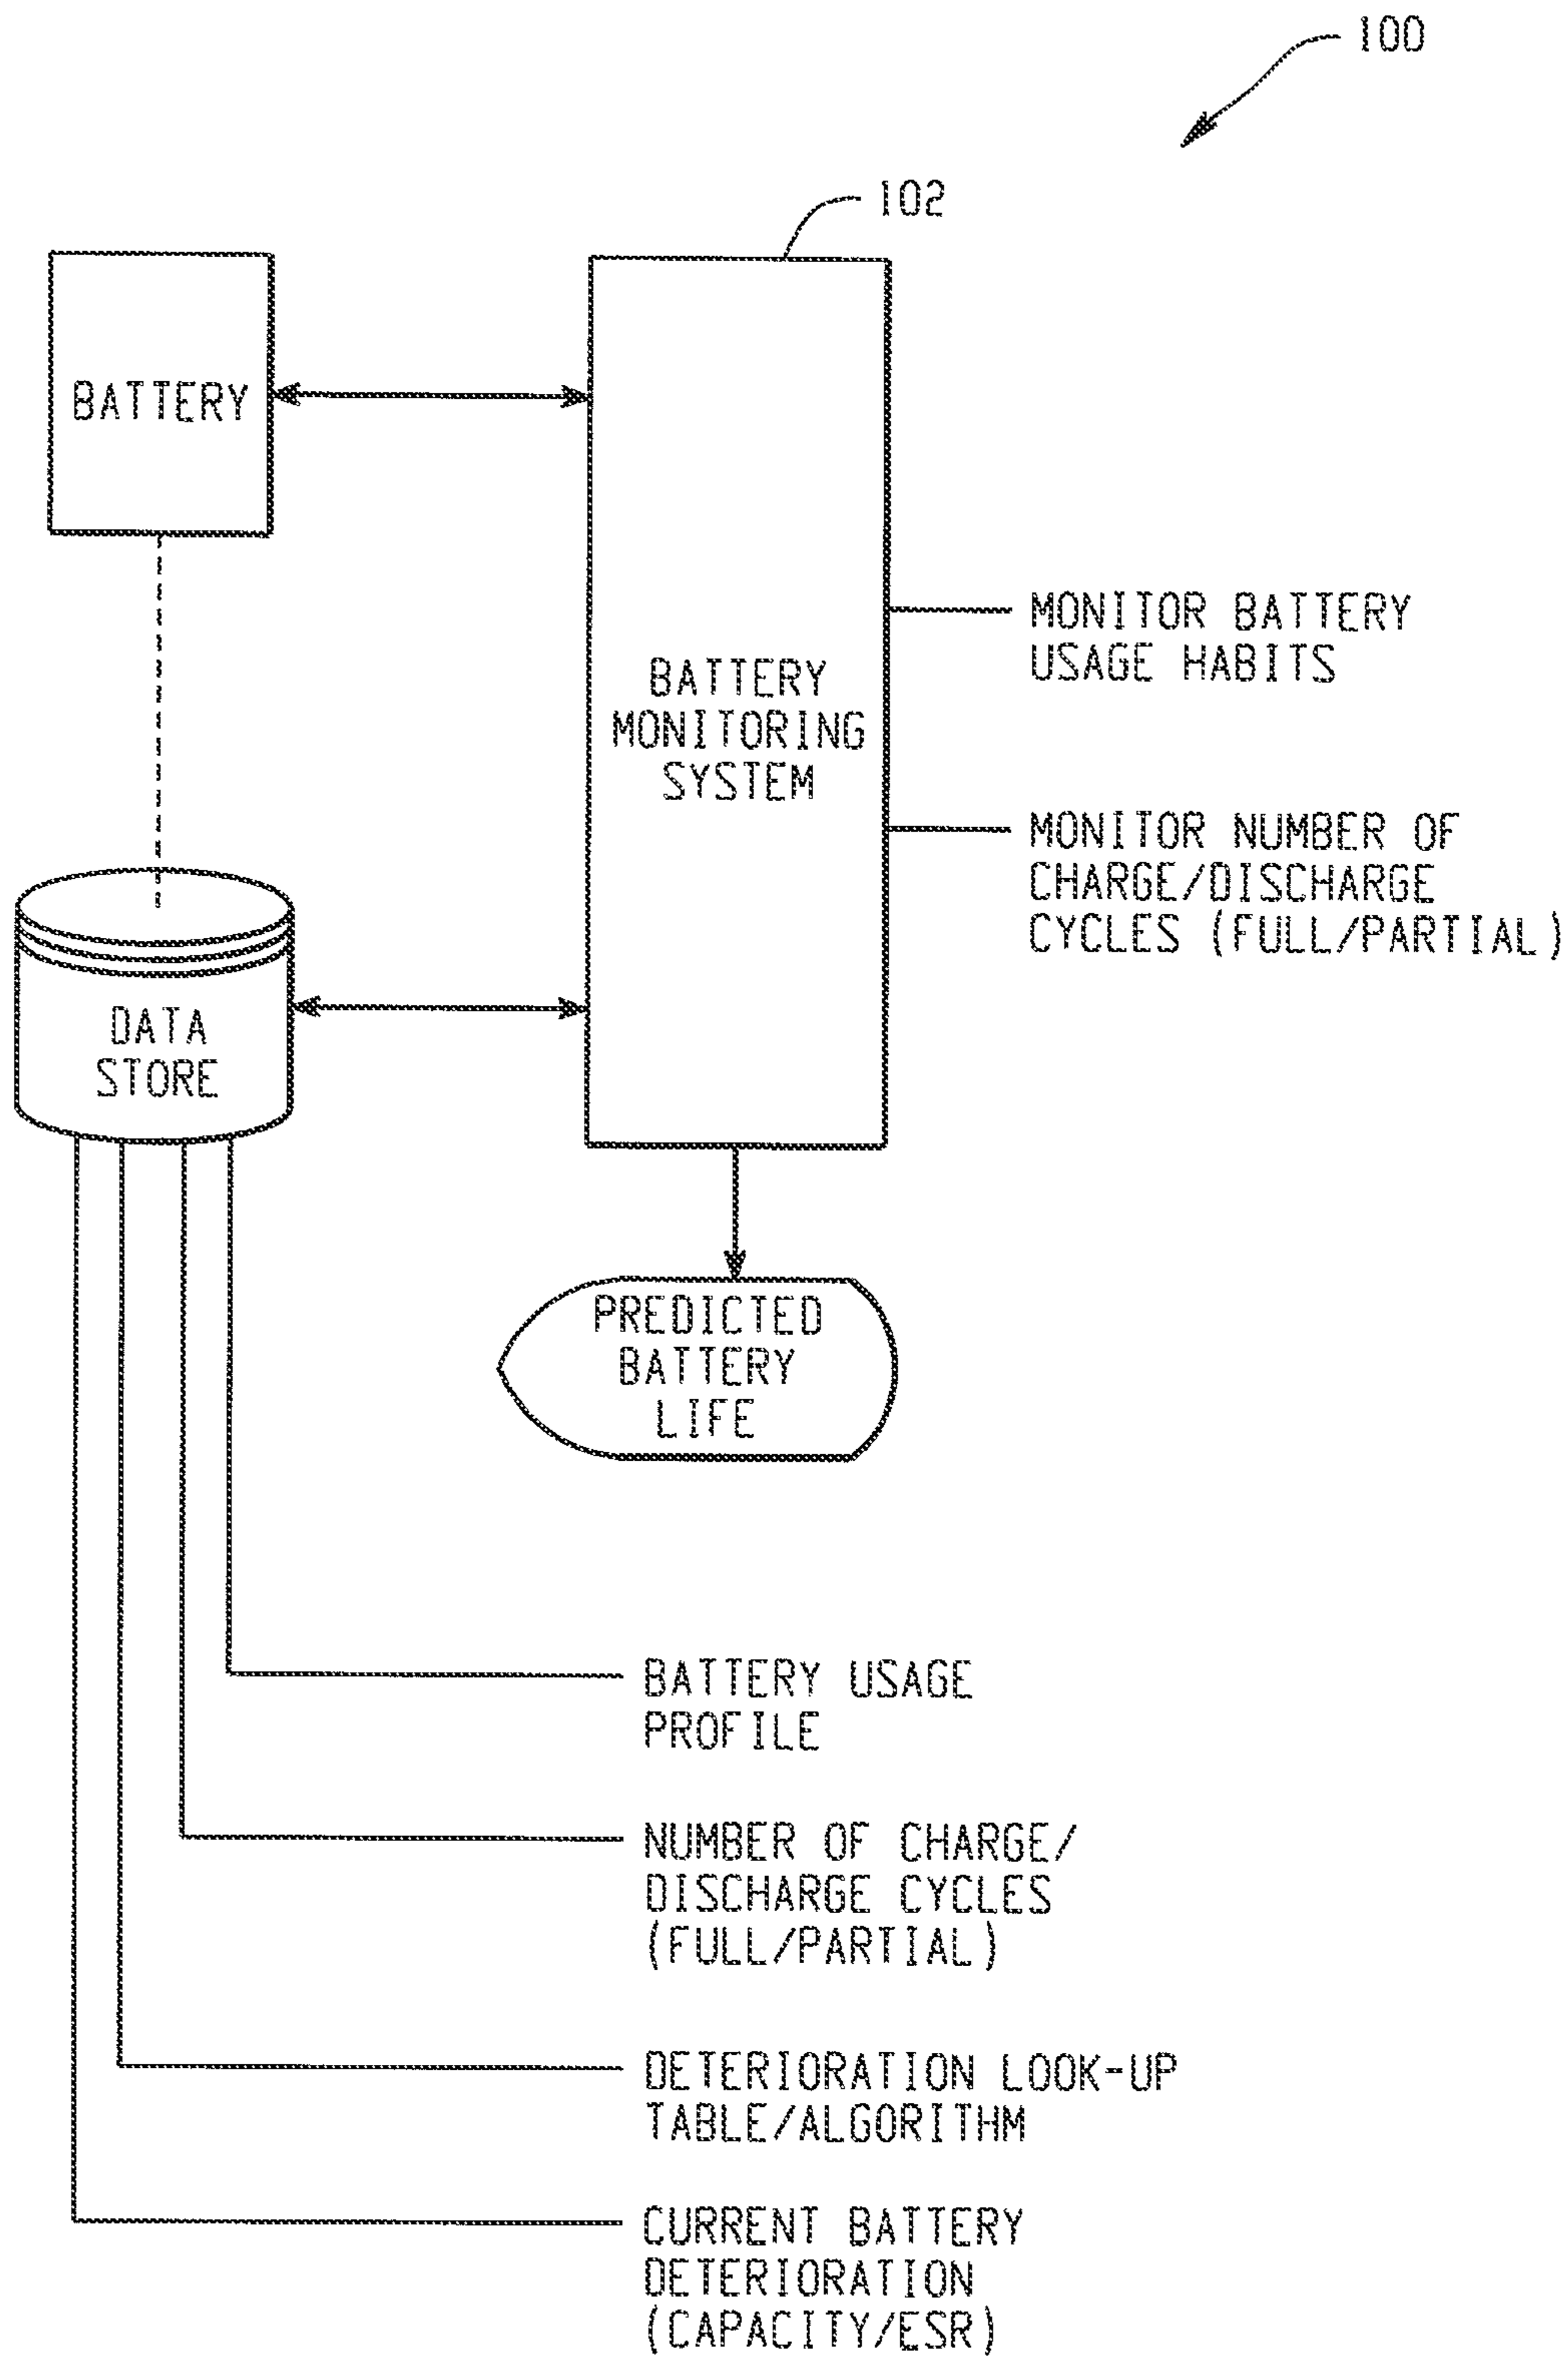 100
102
BATTERY
BATTERY
MONITORING
SYSTEM
MONITOR BATTERY
USAGE HABITS
MONITOR NUMBER OF
CHARGE/DISCHARGE
CYCLES (FULL/PARTIAL)
DATA
STORE
PREDICTED
BATTERY
LIFE
BATTERY USAGE
PROFILE
NUMBER OF CHARGE/
DISCHARGE CYCLES
(FULL/PARTIAL)
DETERIORATION LOOK-UP
TABLE/ALGORITHM
CURRENT BATTERY
DETERIORATION
(CAPACITY/ESR)